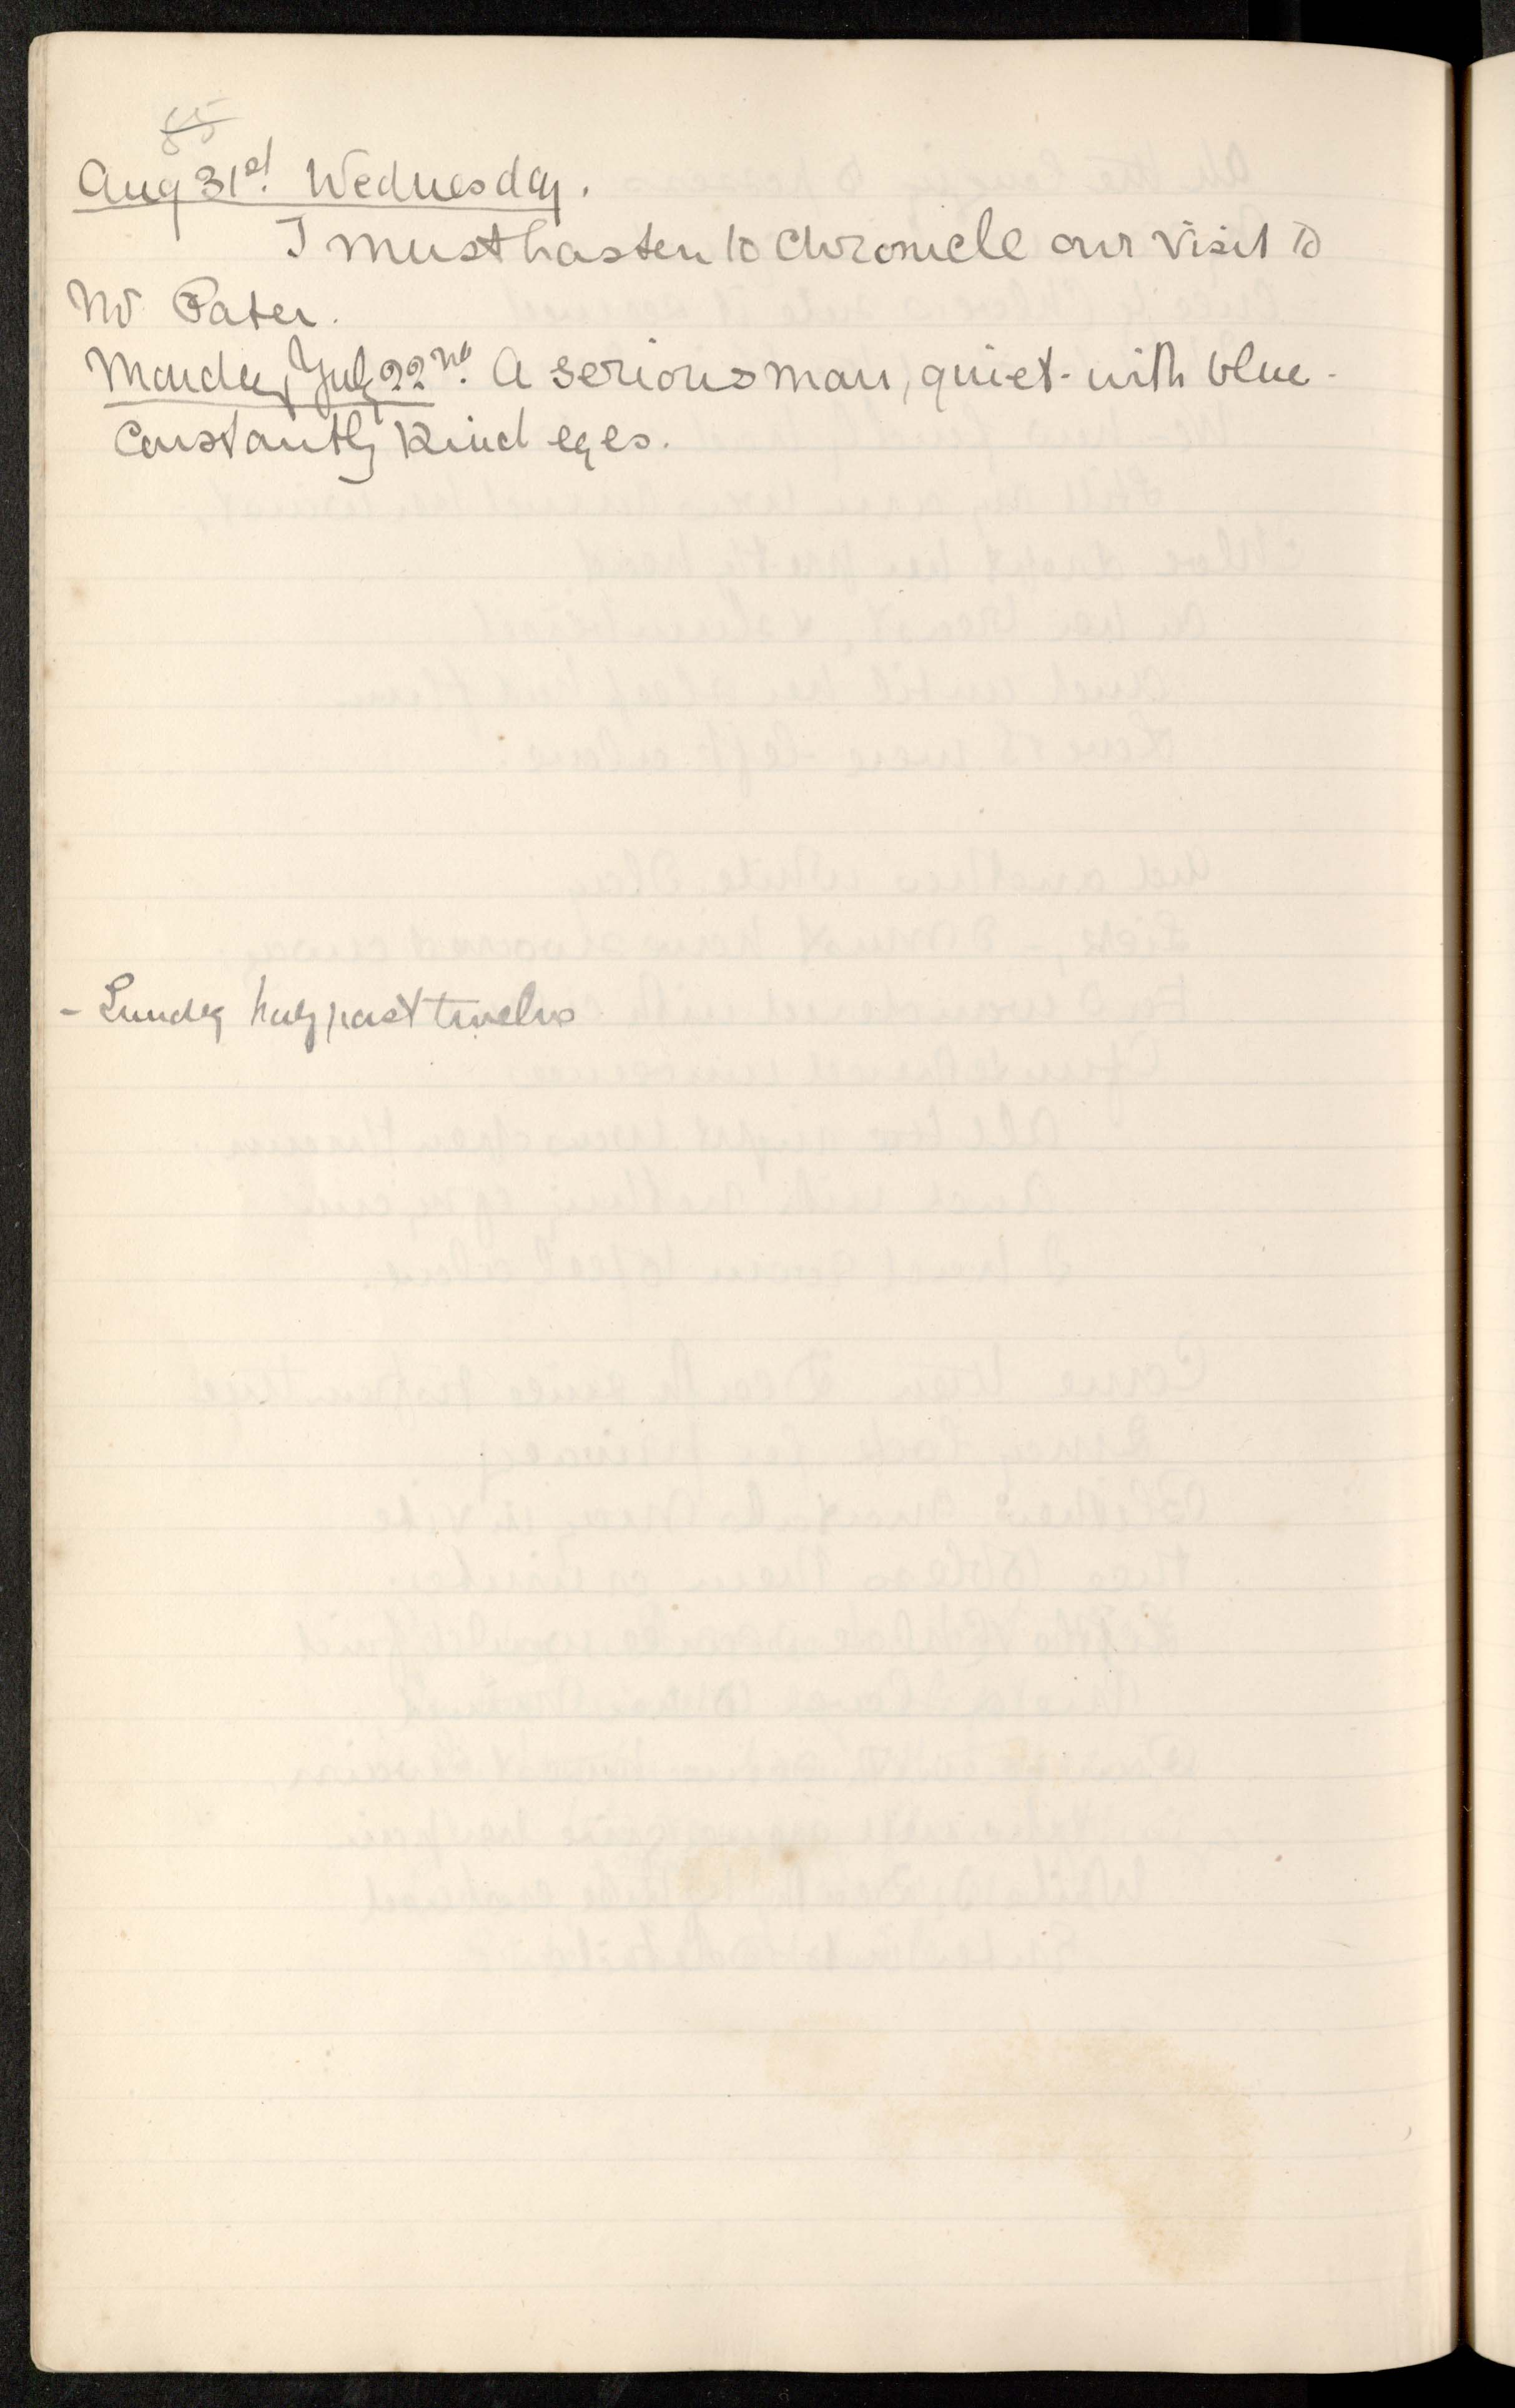 Aug 31st. Wednesday.
I must hasten to chronicle our visit to
Mr Pater.
Monday July 22nd. A serious man, quiet - with blue -
constantly kind eyes.
- Sunday half past twelve